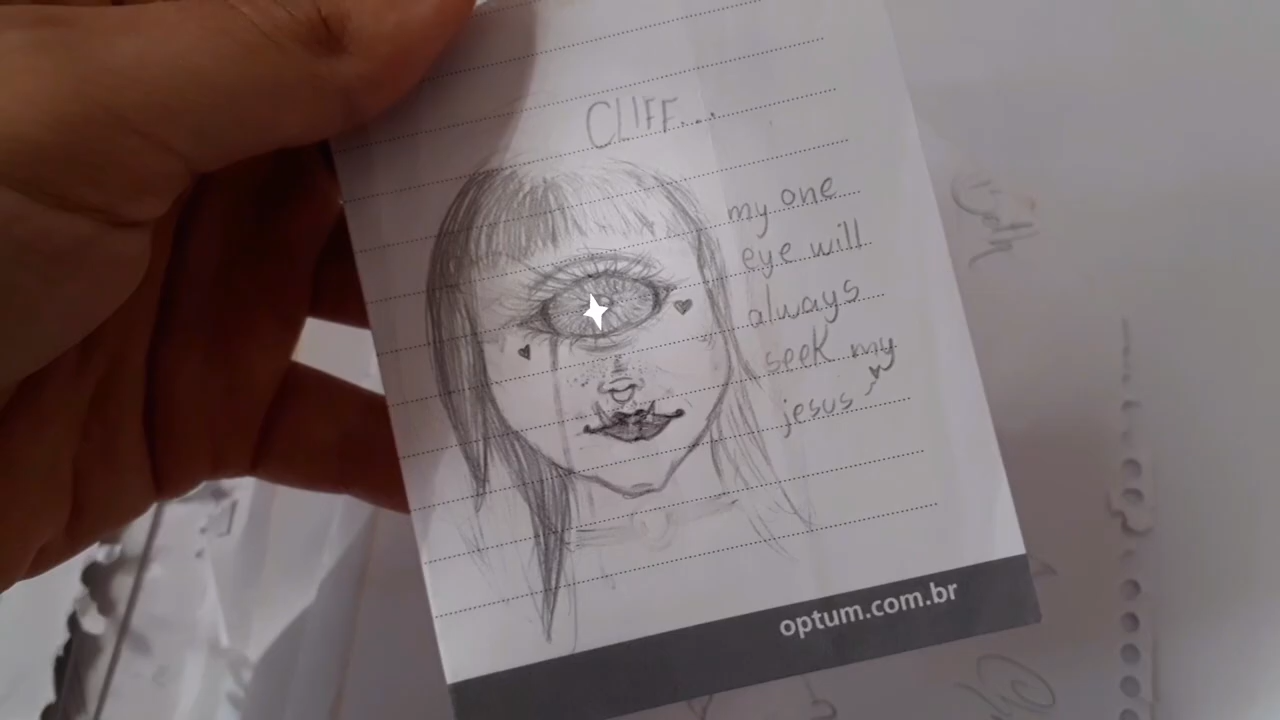 CLIFF...
my one
eye will
always
seek my
jesus
optum.com.br